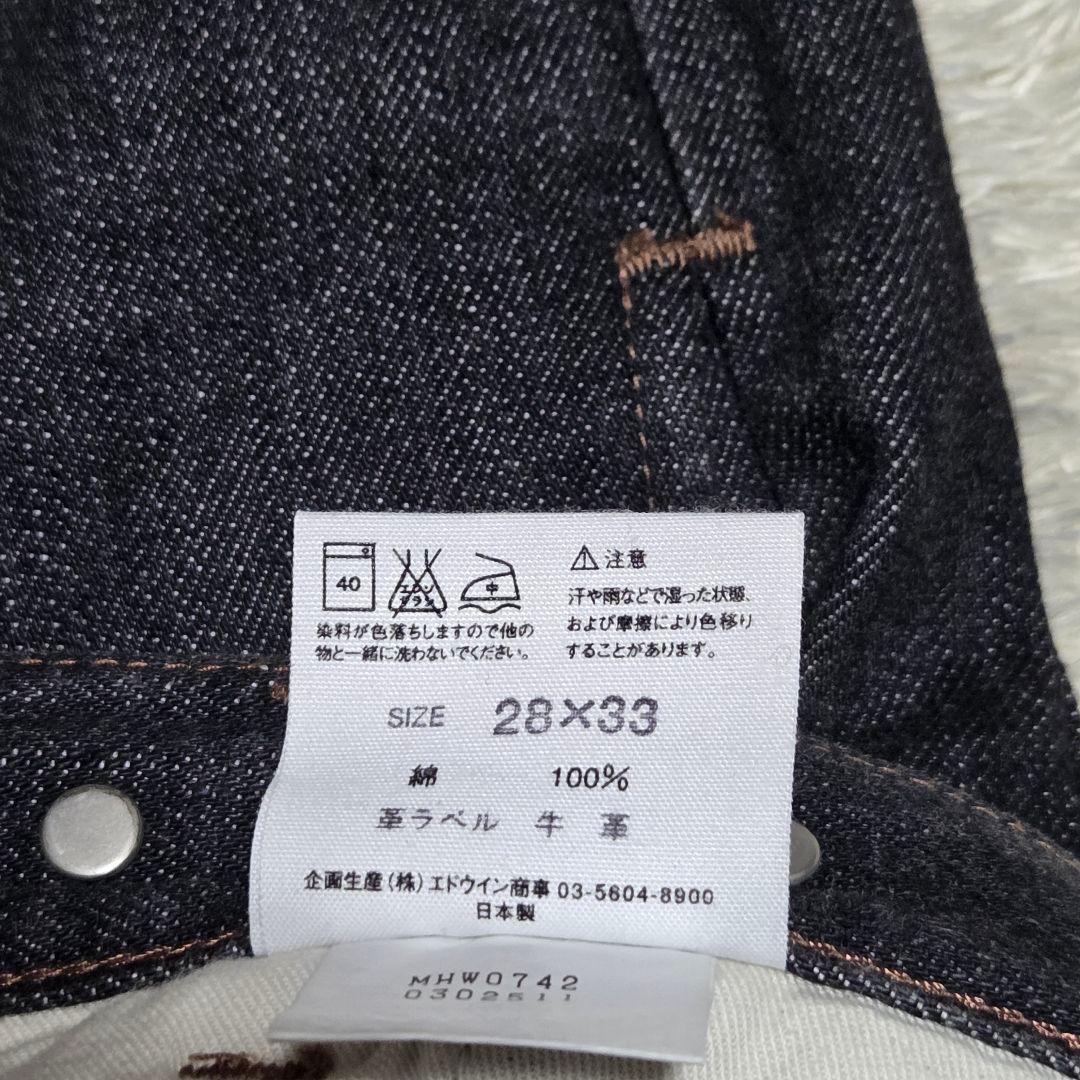 40
エンソ
サラシ
中
染料が色落ちしますので他の
物と一緒に洗わないでください。
注意
汗や雨などで湿った状態、
および摩擦により色移り
することがあります。
SIZE 28×33
綿 100%
革ラベル 牛革
企画生産(株)エドウイン商事 03-5604-8900
日本製
MHW0742
0302511